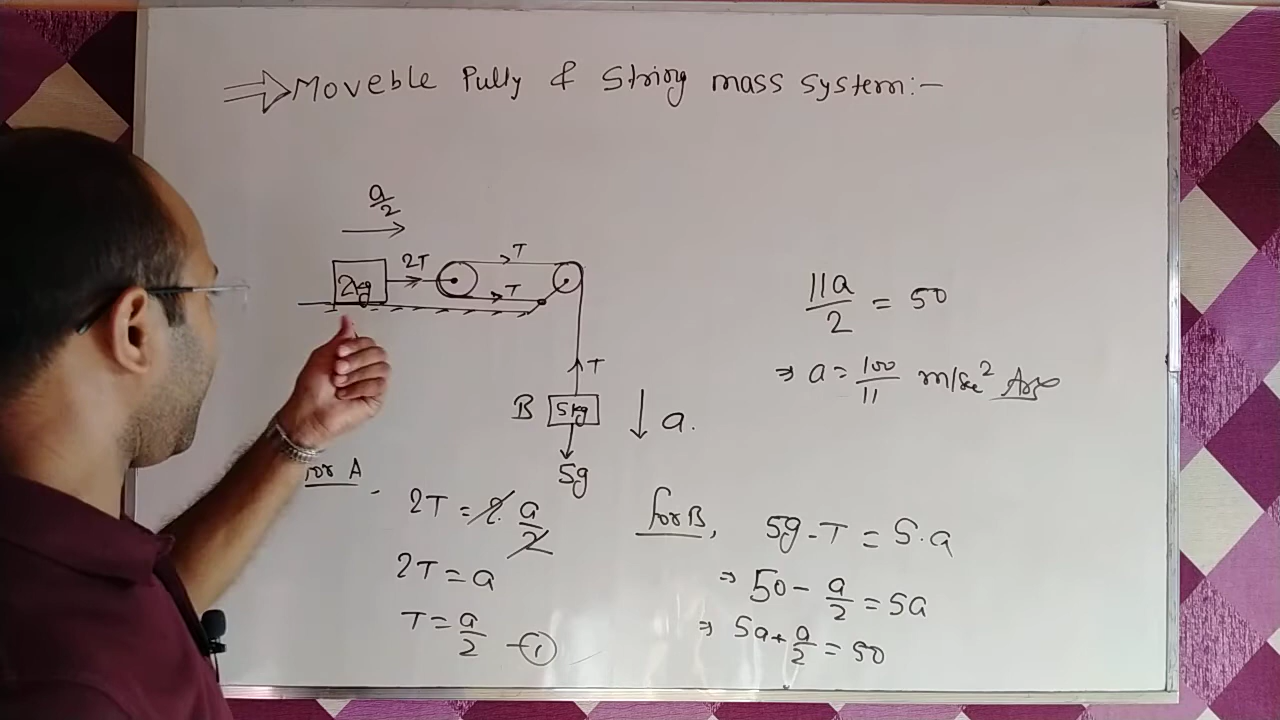 ⇒ Moveble Pully & String mass system:-
a/2
2kg
2T
T
T
T
B
5kg
a.
5g
11a/2 = 50
⇒ a = 100/11 m/sec² Ans
for A -
2T = 2. a/2
2T = a
T = a/2 -①
for B,
5g - T = 5.a
⇒ 50 - a/2 = 5a
⇒ 5a + a/2 = 50